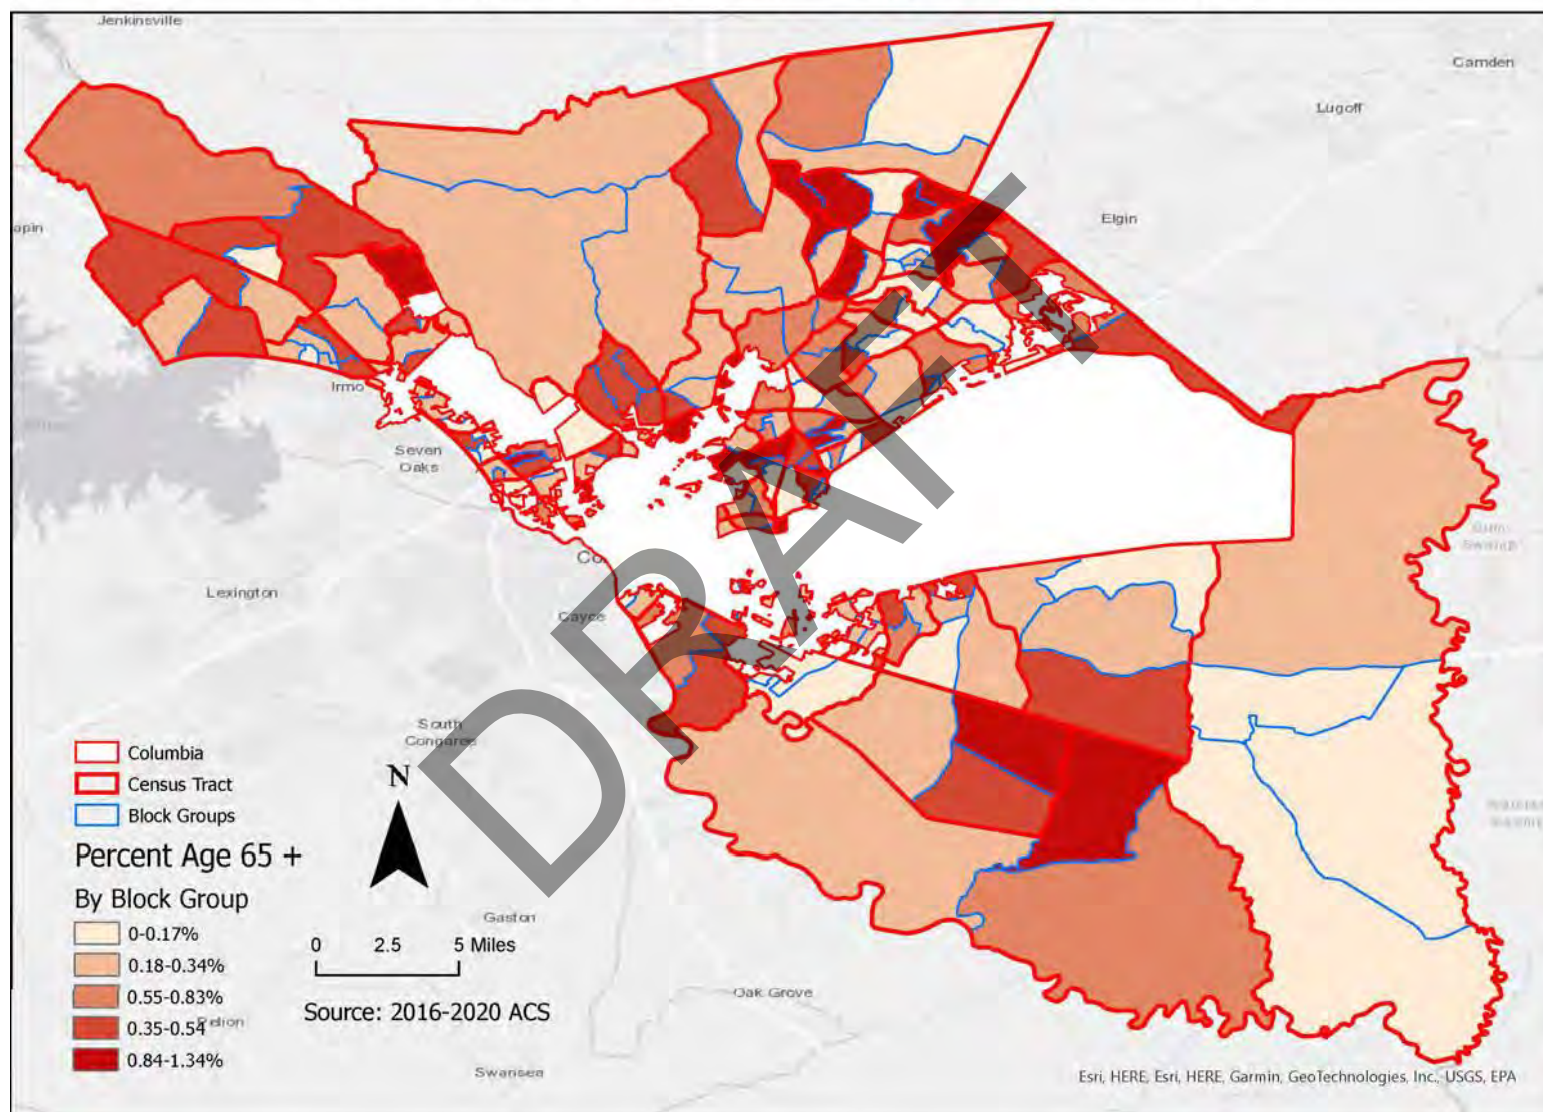 Jenkinsville
Camden
Lugoff
Elgin
apin
Irmo
Seven
Oaks
Co
Lexington
Cayce
South
Congaree
Columbia
Census Tract
Block Groups
N
Percent Age 65 +
By Block Group
0-0.17%
0.18-0.34%
0.55-0.83%
0.35-0.54
0.84-1.34%
Pelion
0 2.5 5 Miles
Source: 2016-2020 ACS
Gaston
Oak Grove
Swansea
DRAFT
Esri, HERE, Esri, HERE, Garmin, GeoTechnologies, Inc., USGS, EPA